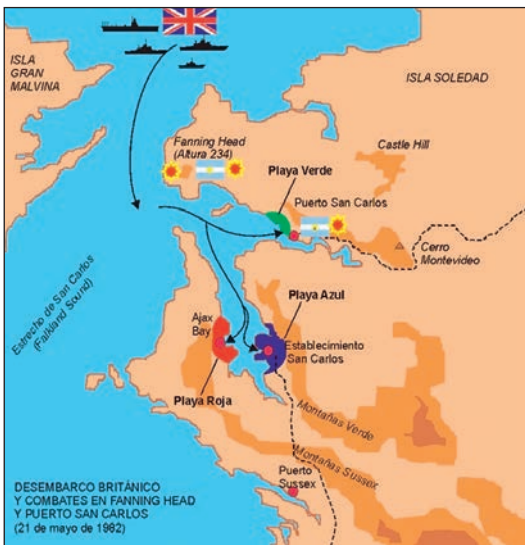 ISLA
GRAN
MALVINA
ISLA SOLEDAD
Fanning Head
(Altura 234)
Castle Hill
Playa Verde
Puerto San Carlos
Cerro
Montevideo
Estrecho de San Carlos
(Falkland Sound)
Ajax
Bay
Playa Azul
Establecimiento
San Carlos
Playa Roja
Montañas Verde
Montañas Sussex
Puerto
Sussex
DESEMBARCO BRITÁNICO
Y COMBATES EN FANNING HEAD
Y PUERTO SAN CARLOS
(21 de mayo de 1982)